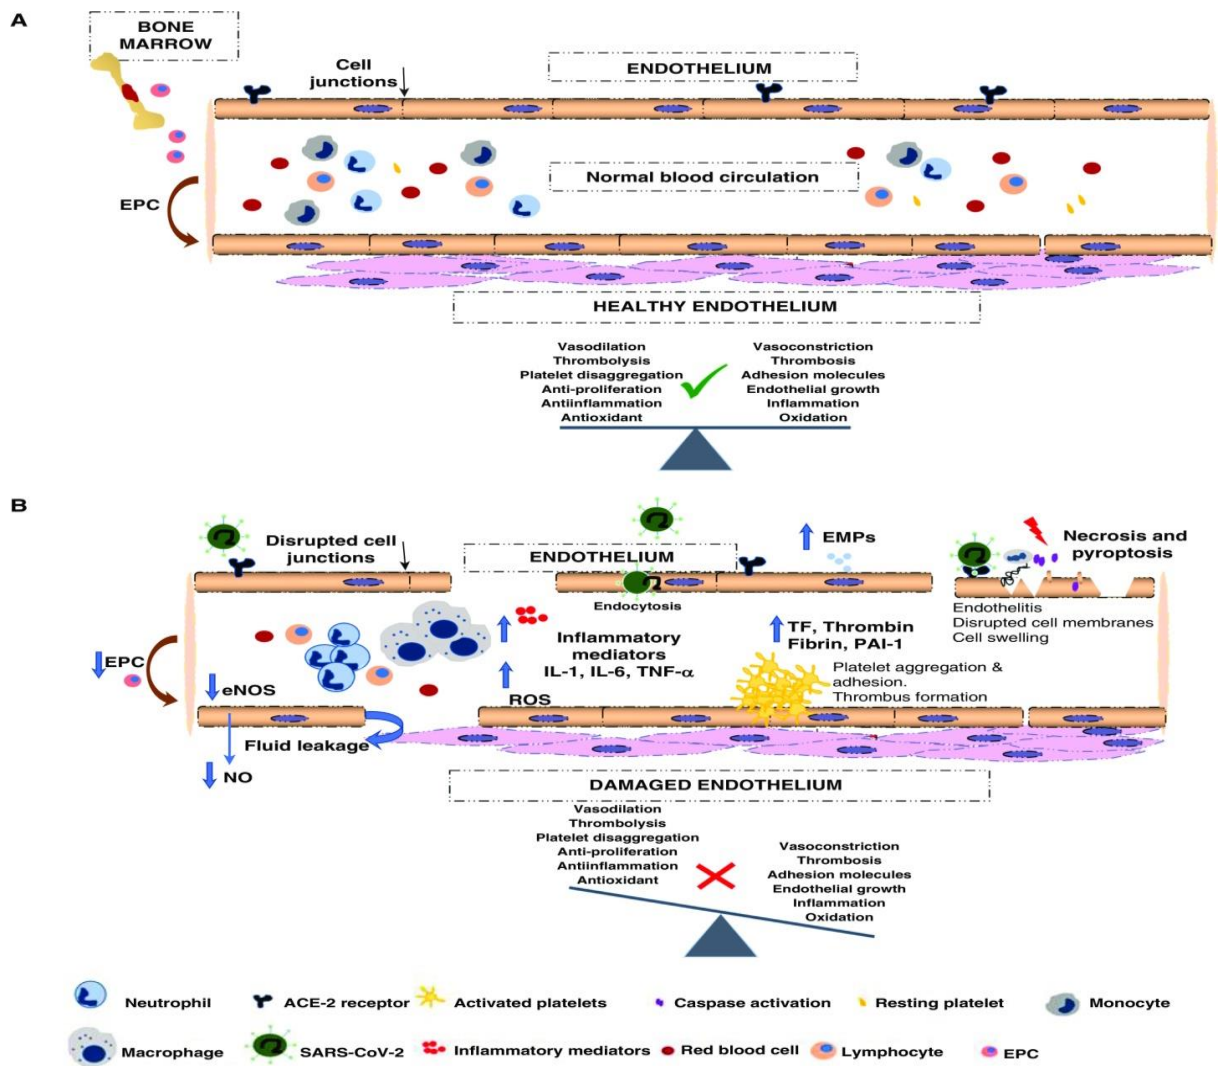 A
BONE
MARROW
Cell
junctions
ENDOTHELIUM
Normal blood circulation
EPC
HEALTHY ENDOTHELIUM
Vasodilation
Thrombolysis
Platelet disaggregation
Anti-proliferation
Antiinflammation
Antioxidant
Vasoconstriction
Thrombosis
Adhesion molecules
Endothelial growth
Inflammation
Oxidation
B
Disrupted cell
junctions
ENDOTHELIUM
EMPs
Necrosis and
pyroptosis
Endocytosis
Endothelitis
Disrupted cell membranes
Cell swelling
Inflammatory
mediators
IL-1, IL-6, TNF-α
TF, Thrombin
Fibrin, PAI-1
Platelet aggregation &
adhesion.
Thrombus formation
EPC
eNOS
ROS
Fluid leakage
NO
DAMAGED ENDOTHELIUM
Vasodilation
Thrombolysis
Platelet disaggregation
Anti-proliferation
Antiinflammation
Antioxidant
Vasoconstriction
Thrombosis
Adhesion molecules
Endothelial growth
Inflammation
Oxidation
Neutrophil
ACE-2 receptor
Activated platelets
Caspase activation
Resting platelet
Monocyte
Macrophage
SARS-CoV-2
Inflammatory mediators
Red blood cell
Lymphocyte
EPC